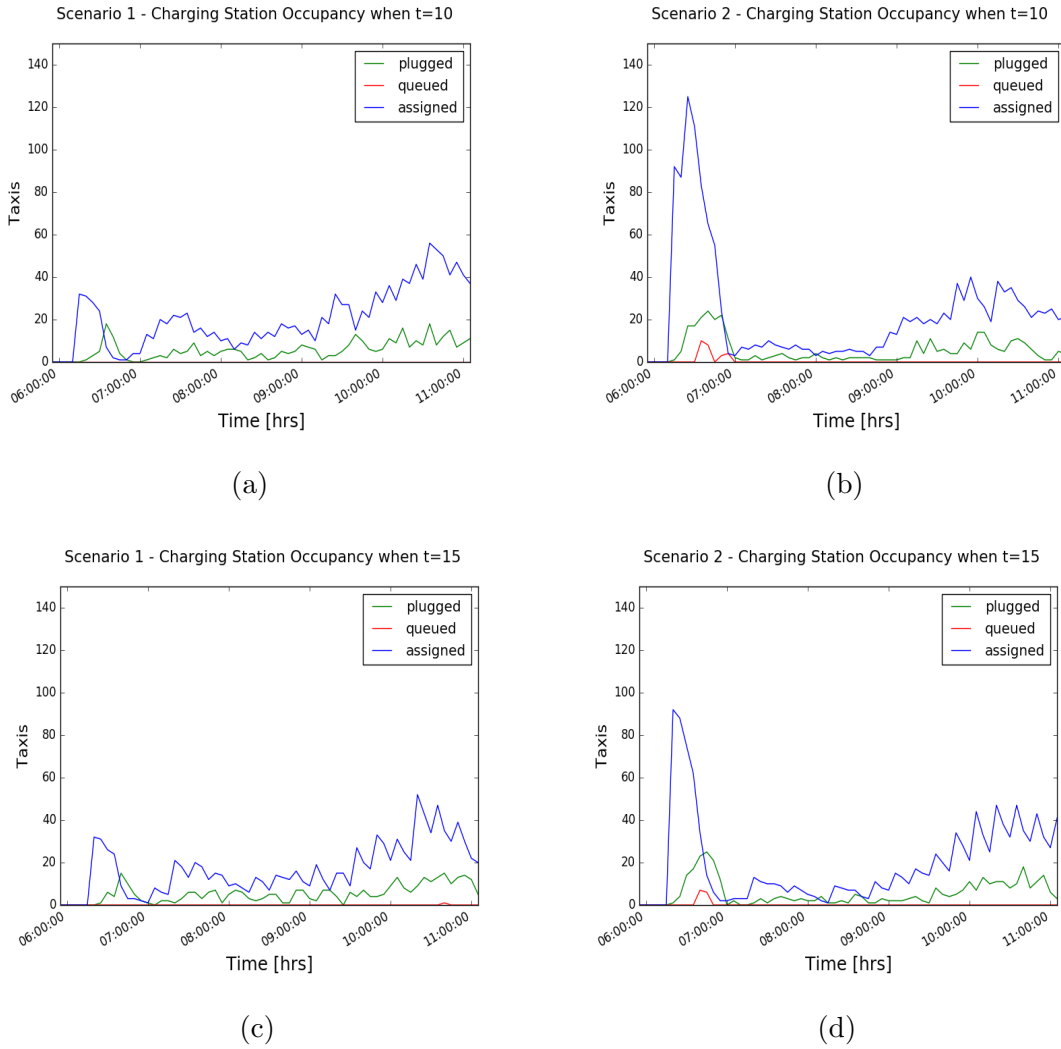 Scenario 1 - Charging Station Occupancy when t=10
140
120
100
80
60
40
20
0
Taxis
plugged
queued
assigned
06:00:00
07:00:00
08:00:00
09:00:00
10:00:00
11:00:00
Time [hrs]
(a)
Scenario 2 - Charging Station Occupancy when t=10
140
120
100
80
60
40
20
0
Taxis
plugged
queued
assigned
06:00:00
07:00:00
08:00:00
09:00:00
10:00:00
11:00:00
Time [hrs]
(b)
Scenario 1 - Charging Station Occupancy when t=15
140
120
100
80
60
40
20
0
Taxis
plugged
queued
assigned
06:00:00
07:00:00
08:00:00
09:00:00
10:00:00
11:00:00
Time [hrs]
(c)
Scenario 2 - Charging Station Occupancy when t=15
140
120
100
80
60
40
20
0
Taxis
plugged
queued
assigned
06:00:00
07:00:00
08:00:00
09:00:00
10:00:00
11:00:00
Time [hrs]
(d)